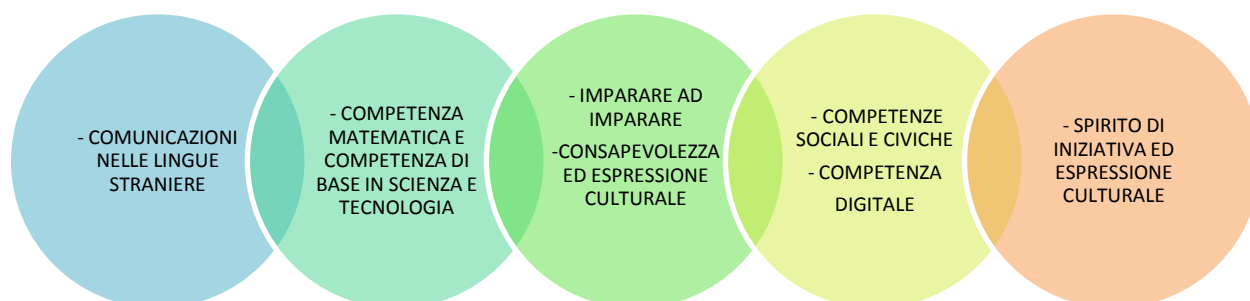 - COMUNICAZIONI
NELLE LINGUE
STRANIERE
- COMPETENZA
MATEMATICA E
COMPETENZA DI
BASE IN SCIENZA E
TECNOLOGIA
- IMPARARE AD
IMPARARE
-CONSAPEVOLEZZA
ED ESPRESSIONE
CULTURALE
- COMPETENZE
SOCIALI E CIVICHE
- COMPETENZA
DIGITALE
- SPIRITO DI
INIZIATIVA ED
ESPRESSIONE
CULTURALE